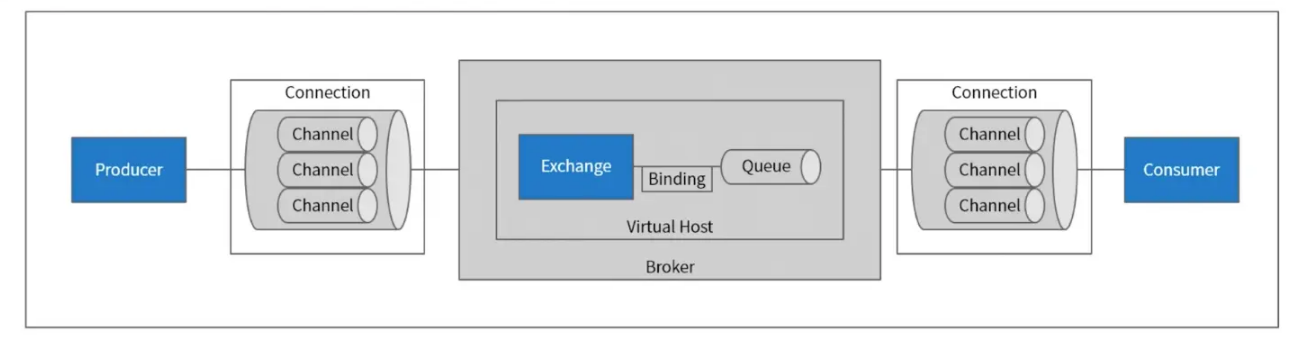 Producer
Connection
Channel
Channel
Channel
Exchange
Binding
Queue
Virtual Host
Broker
Connection
Channel
Channel
Channel
Consumer